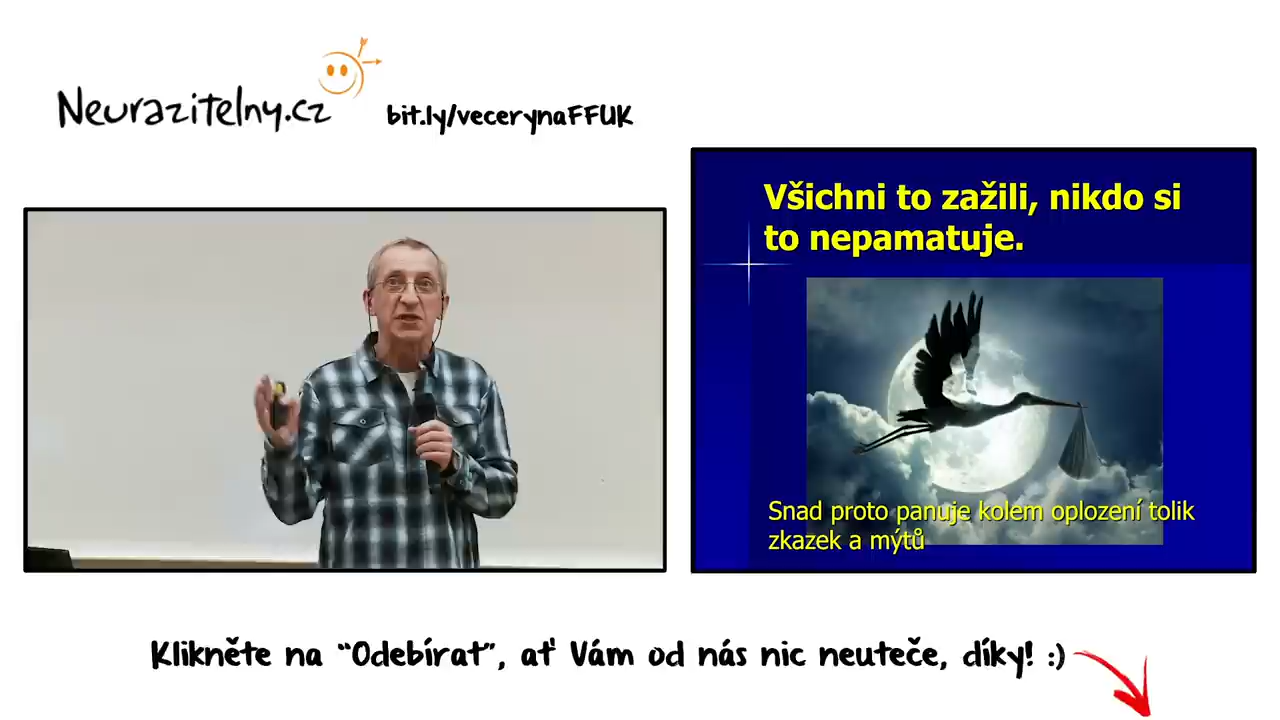 Neurazitelny.cz
bit.ly/vecerynaFFUK
Všichni to zažili, nikdo si
to nepamatuje.
Snad proto panuje kolem oplození tolik
zkazek a mýtů
Klikněte na “Odebírat”, ať Vám od nás nic neuteče, díky! :)